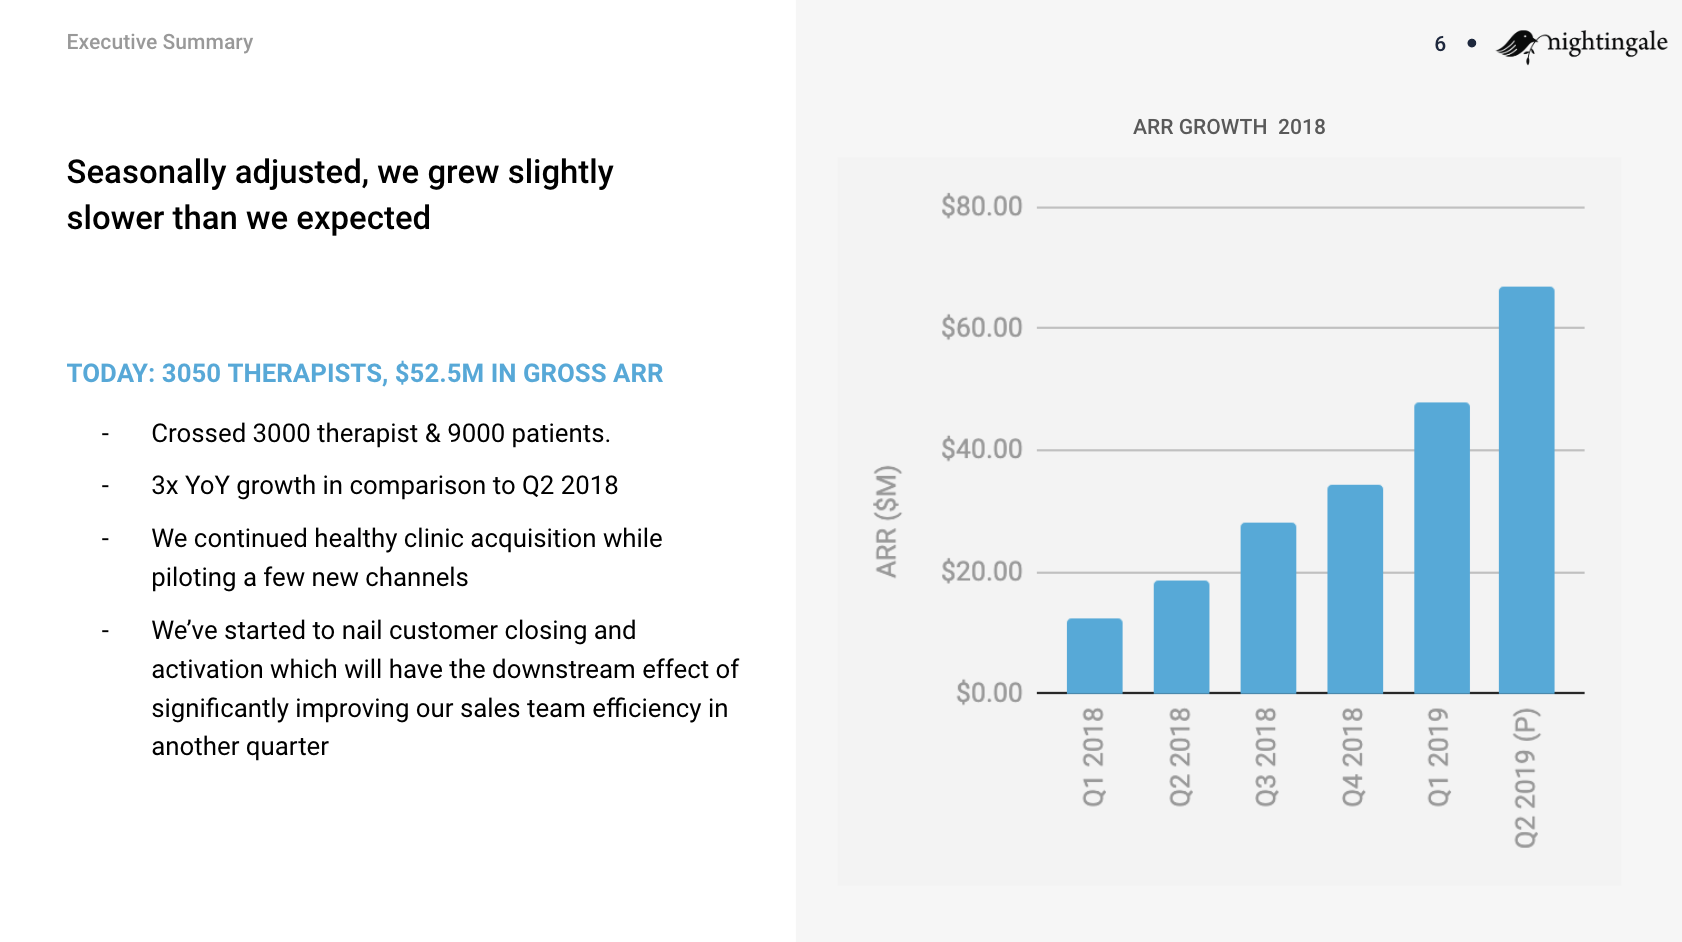 Executive Summary
6 • nightingale
Seasonally adjusted, we grew slightly
slower than we expected
TODAY: 3050 THERAPISTS, $52.5M IN GROSS ARR
- Crossed 3000 therapist & 9000 patients.
- 3x YoY growth in comparison to Q2 2018
- We continued healthy clinic acquisition while
piloting a few new channels
- We’ve started to nail customer closing and
activation which will have the downstream effect of
significantly improving our sales team efficiency in
another quarter
ARR GROWTH 2018
ARR ($M)
$80.00
$60.00
$40.00
$20.00
$0.00
Q1 2018
Q2 2018
Q3 2018
Q4 2018
Q1 2019
Q2 2019 (P)